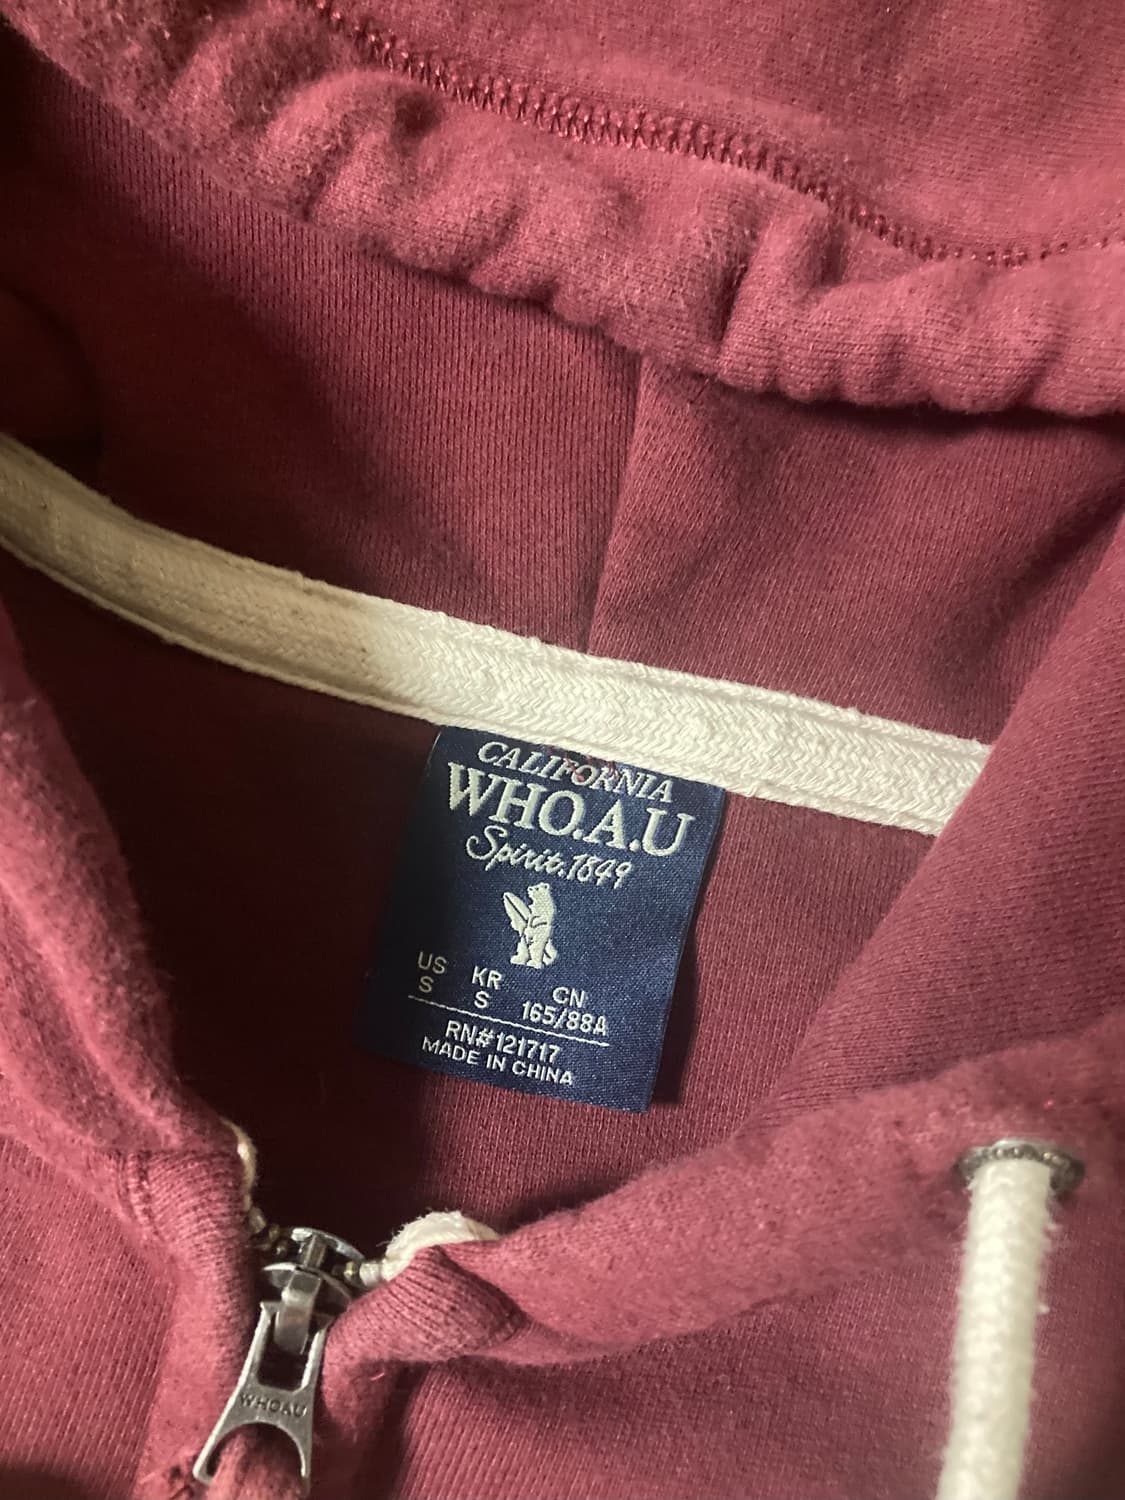 CALIFORNIA
WHO.A.U
Spirit.1849
US KR CN
S S 165/88A
RN#121717
MADE IN CHINA
WHOAU